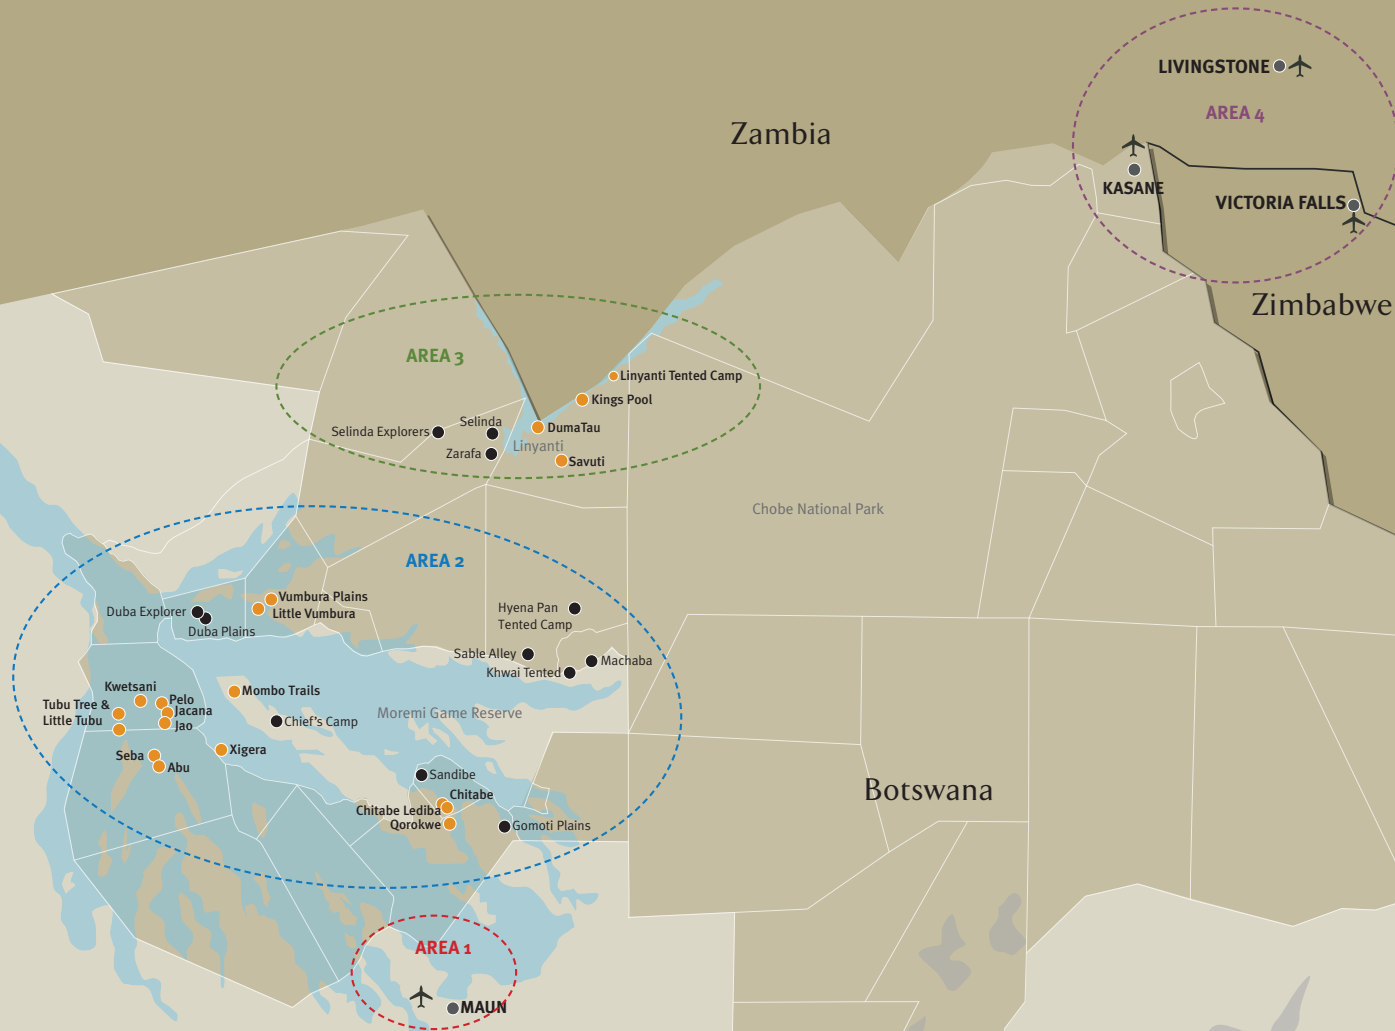 LIVINGSTONE
AREA 4
Zambia
KASANE
VICTORIA FALLS
Zimbabwe
AREA 3
Linyanti Tented Camp
Kings Pool
Selinda
Selinda Explorers
DumaTau
Linyanti
Zarafa
Savuti
Chobe National Park
AREA 2
Vumbura Plains
Little Vumbura
Duba Explorer
Duba Plains
Hyena Pan
Tented Camp
Sable Alley
Machaba
Khwai Tented
Kwetsani
Mombo Trails
Pelo
Jacana
Tubu Tree &
Little Tubu
Jao
Chief's Camp
Moremi Game Reserve
Xigera
Seba
Abu
Sandibe
Botswana
Chitabe
Chitabe Lediba
Qorokwe
Gomoti Plains
AREA 1
MAUN